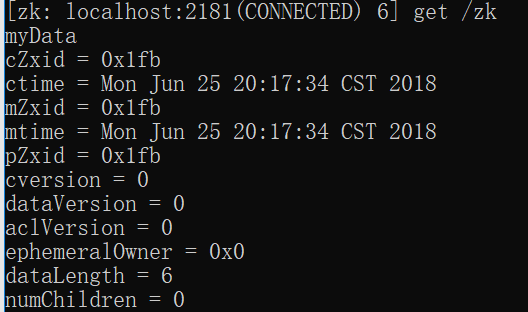 [zk: localhost:2181(CONNECTED) 6] get /zk
myData
cZxid = 0x1fb
ctime = Mon Jun 25 20:17:34 CST 2018
mZxid = 0x1fb
mtime = Mon Jun 25 20:17:34 CST 2018
pZxid = 0x1fb
cversion = 0
dataVersion = 0
aclVersion = 0
ephemeralOwner = 0x0
dataLength = 6
numChildren = 0